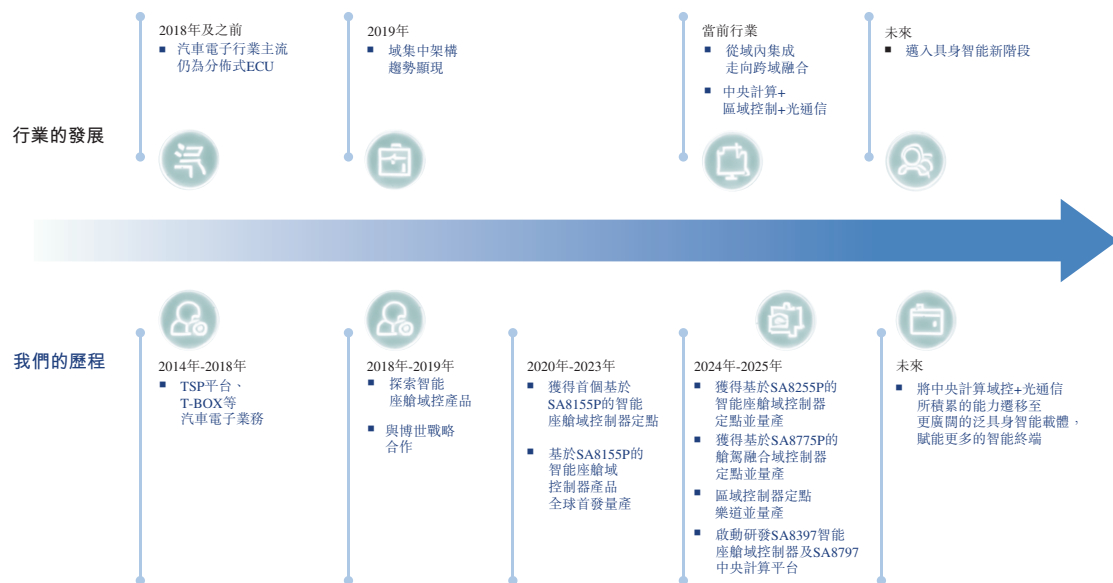 2018年及之前
■ 汽車電子行業主流
仍為分佈式ECU
2019年
■ 域集中架構
趨勢顯現
當前行業
■ 從域內集成
走向跨域融合
■ 中央計算+
區域控制+光通信
未來
■ 邁入具身智能新階段
行業的發展
我們的歷程
2014年-2018年
■ TSP平台、
T-BOX等
汽車電子業務
2018年-2019年
■ 探索智能
座艙域控產品
■ 與博世戰略
合作
2020年-2023年
■ 獲得首個基於
SA8155P的智能
座艙域控制器定點
■ 基於SA8155P的
智能座艙域
控制器產品
全球首發量產
2024年-2025年
■ 獲得基於SA8255P的
智能座艙域控制器
定點並量產
■ 獲得基於SA8775P的
艙駕融合域控制器
定點並量產
■ 區域控制器定點
樂道並量產
■ 啟動研發SA8397智能
座艙域控制器及SA8797
中央計算平台
未來
■ 將中央計算域控+光通信
所積累的能力遷移至
更廣闊的泛具身智能載體，
賦能更多的智能終端